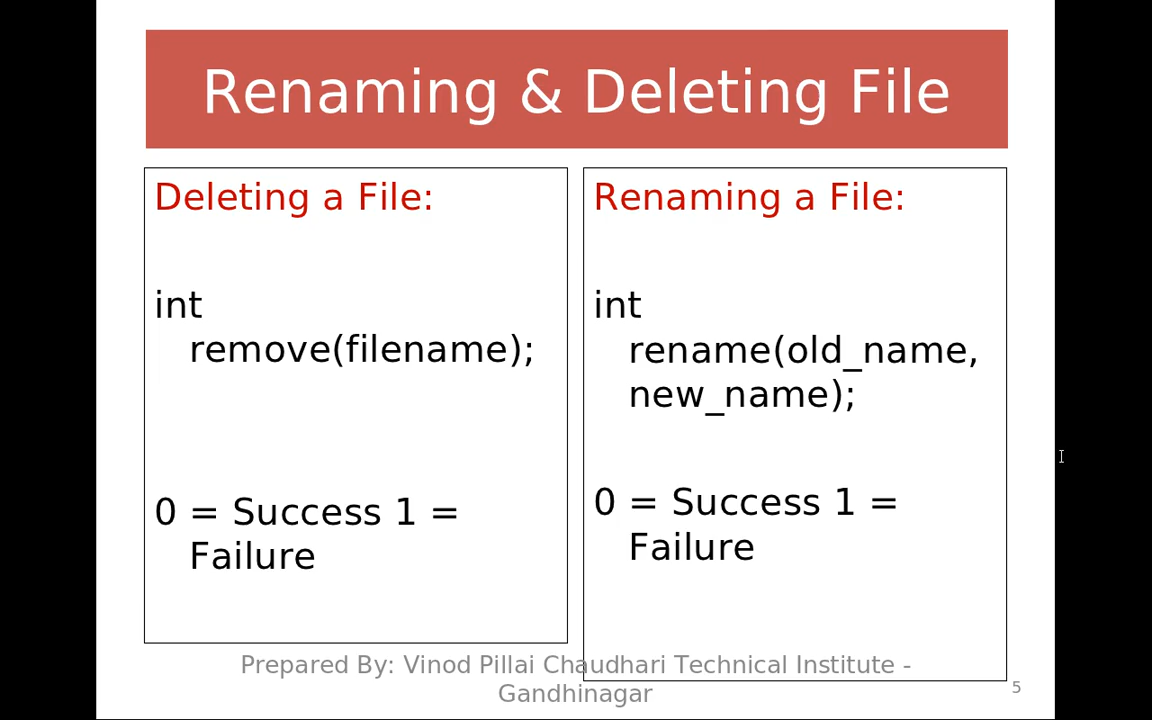 Renaming & Deleting File
Deleting a File:
int
remove(filename);
0 = Success 1 =
Failure
Renaming a File:
int
rename(old_name,
new_name);
0 = Success 1 =
Failure
Prepared By: Vinod Pillai Chaudhari Technical Institute -
Gandhinagar
5